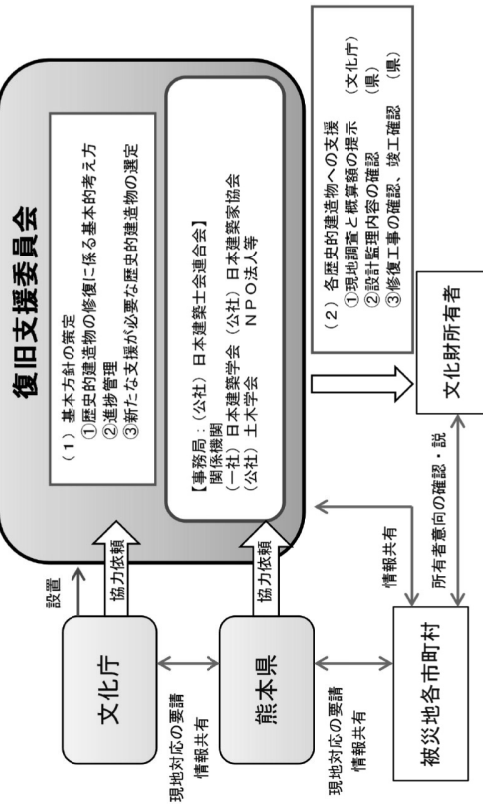 復旧支援委員会
(1)基本方針の策定
①歴史的建造物の修復に係る基本的考え方
②進捗管理
③新たな支援が必要な歴史的建造物の選定
【事務局:(公社)日本建築士会連合会】
関係機関
(一社)日本建築学会 (公社)日本建築家協会
(公社)土木学会 NPO法人等
文化庁
設置
協力依頼
現地対応の要請
情報共有
熊本県
協力依頼
現地対応の要請
情報共有
被災地各市町村
情報共有
所有者意向の確認・説
(2)各歴史的建造物への支援
①現地調査と概算額の提示 (文化庁)
②設計監理内容の確認 (県)
③修復工事の確認、竣工確認 (県)
文化財所有者